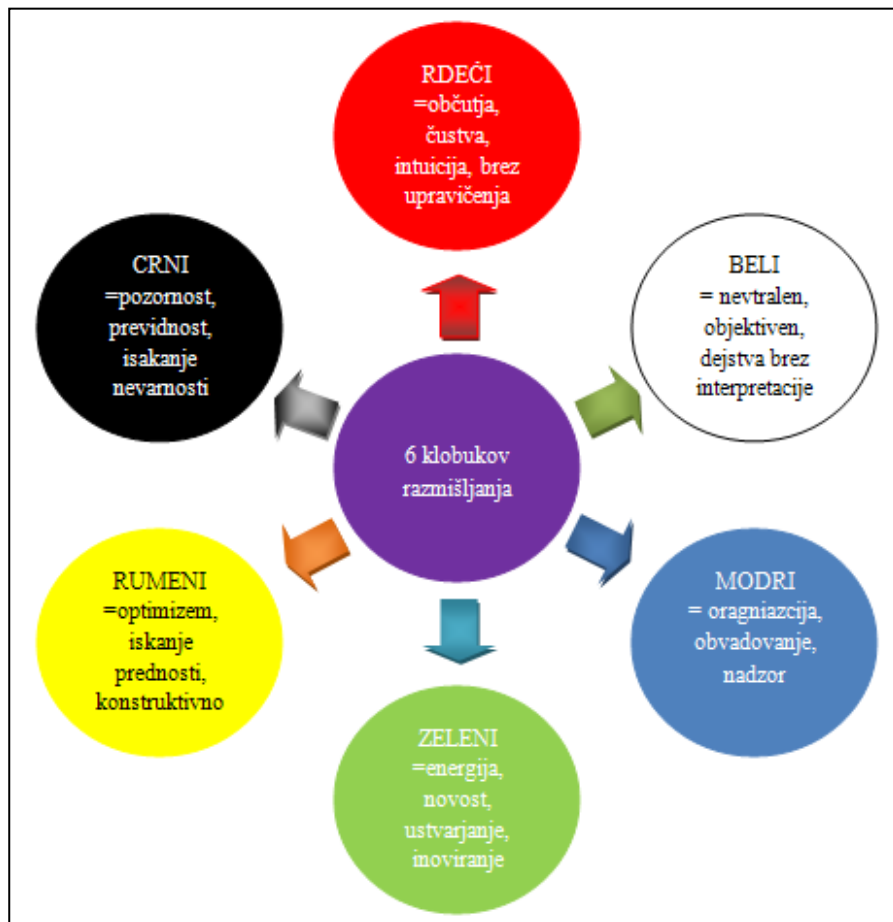 RDEČI
=občutja,
čustva,
intuicija, brez
upravičenja
CRNI
=pozornost,
previdnost,
isakanje
nevarnosti
BELI
= nevtralen,
objektiven,
dejstva brez
interpretacije
6 klobukov
razmišljanja
RUMENI
=optimizem,
iskanje
prednosti,
konstruktivno
MODRI
= oragniazcija,
obvadovanje,
nadzor
ZELENI
=energija,
novost,
ustvarjanje,
inoviranje